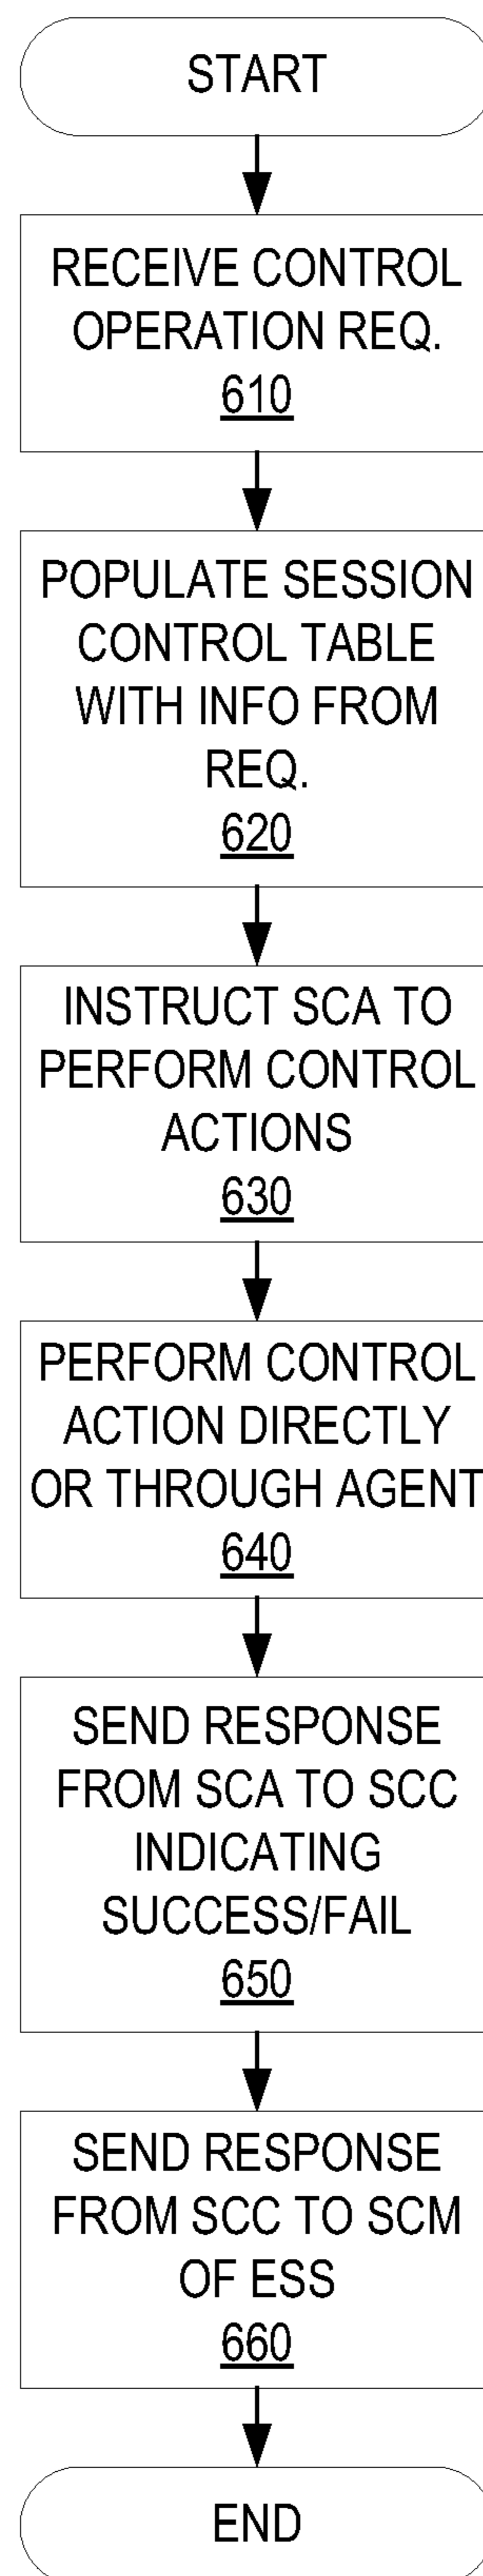 START
RECEIVE CONTROL
OPERATION REQ.
610
POPULATE SESSION
CONTROL TABLE
WITH INFO FROM
REQ.
620
INSTRUCT SCA TO
PERFORM CONTROL
ACTIONS
630
PERFORM CONTROL
ACTION DIRECTLY
OR THROUGH AGENT
640
SEND RESPONSE
FROM SCA TO SCC
INDICATING
SUCCESS/FAIL
650
SEND RESPONSE
FROM SCC TO SCM
OF ESS
660
END